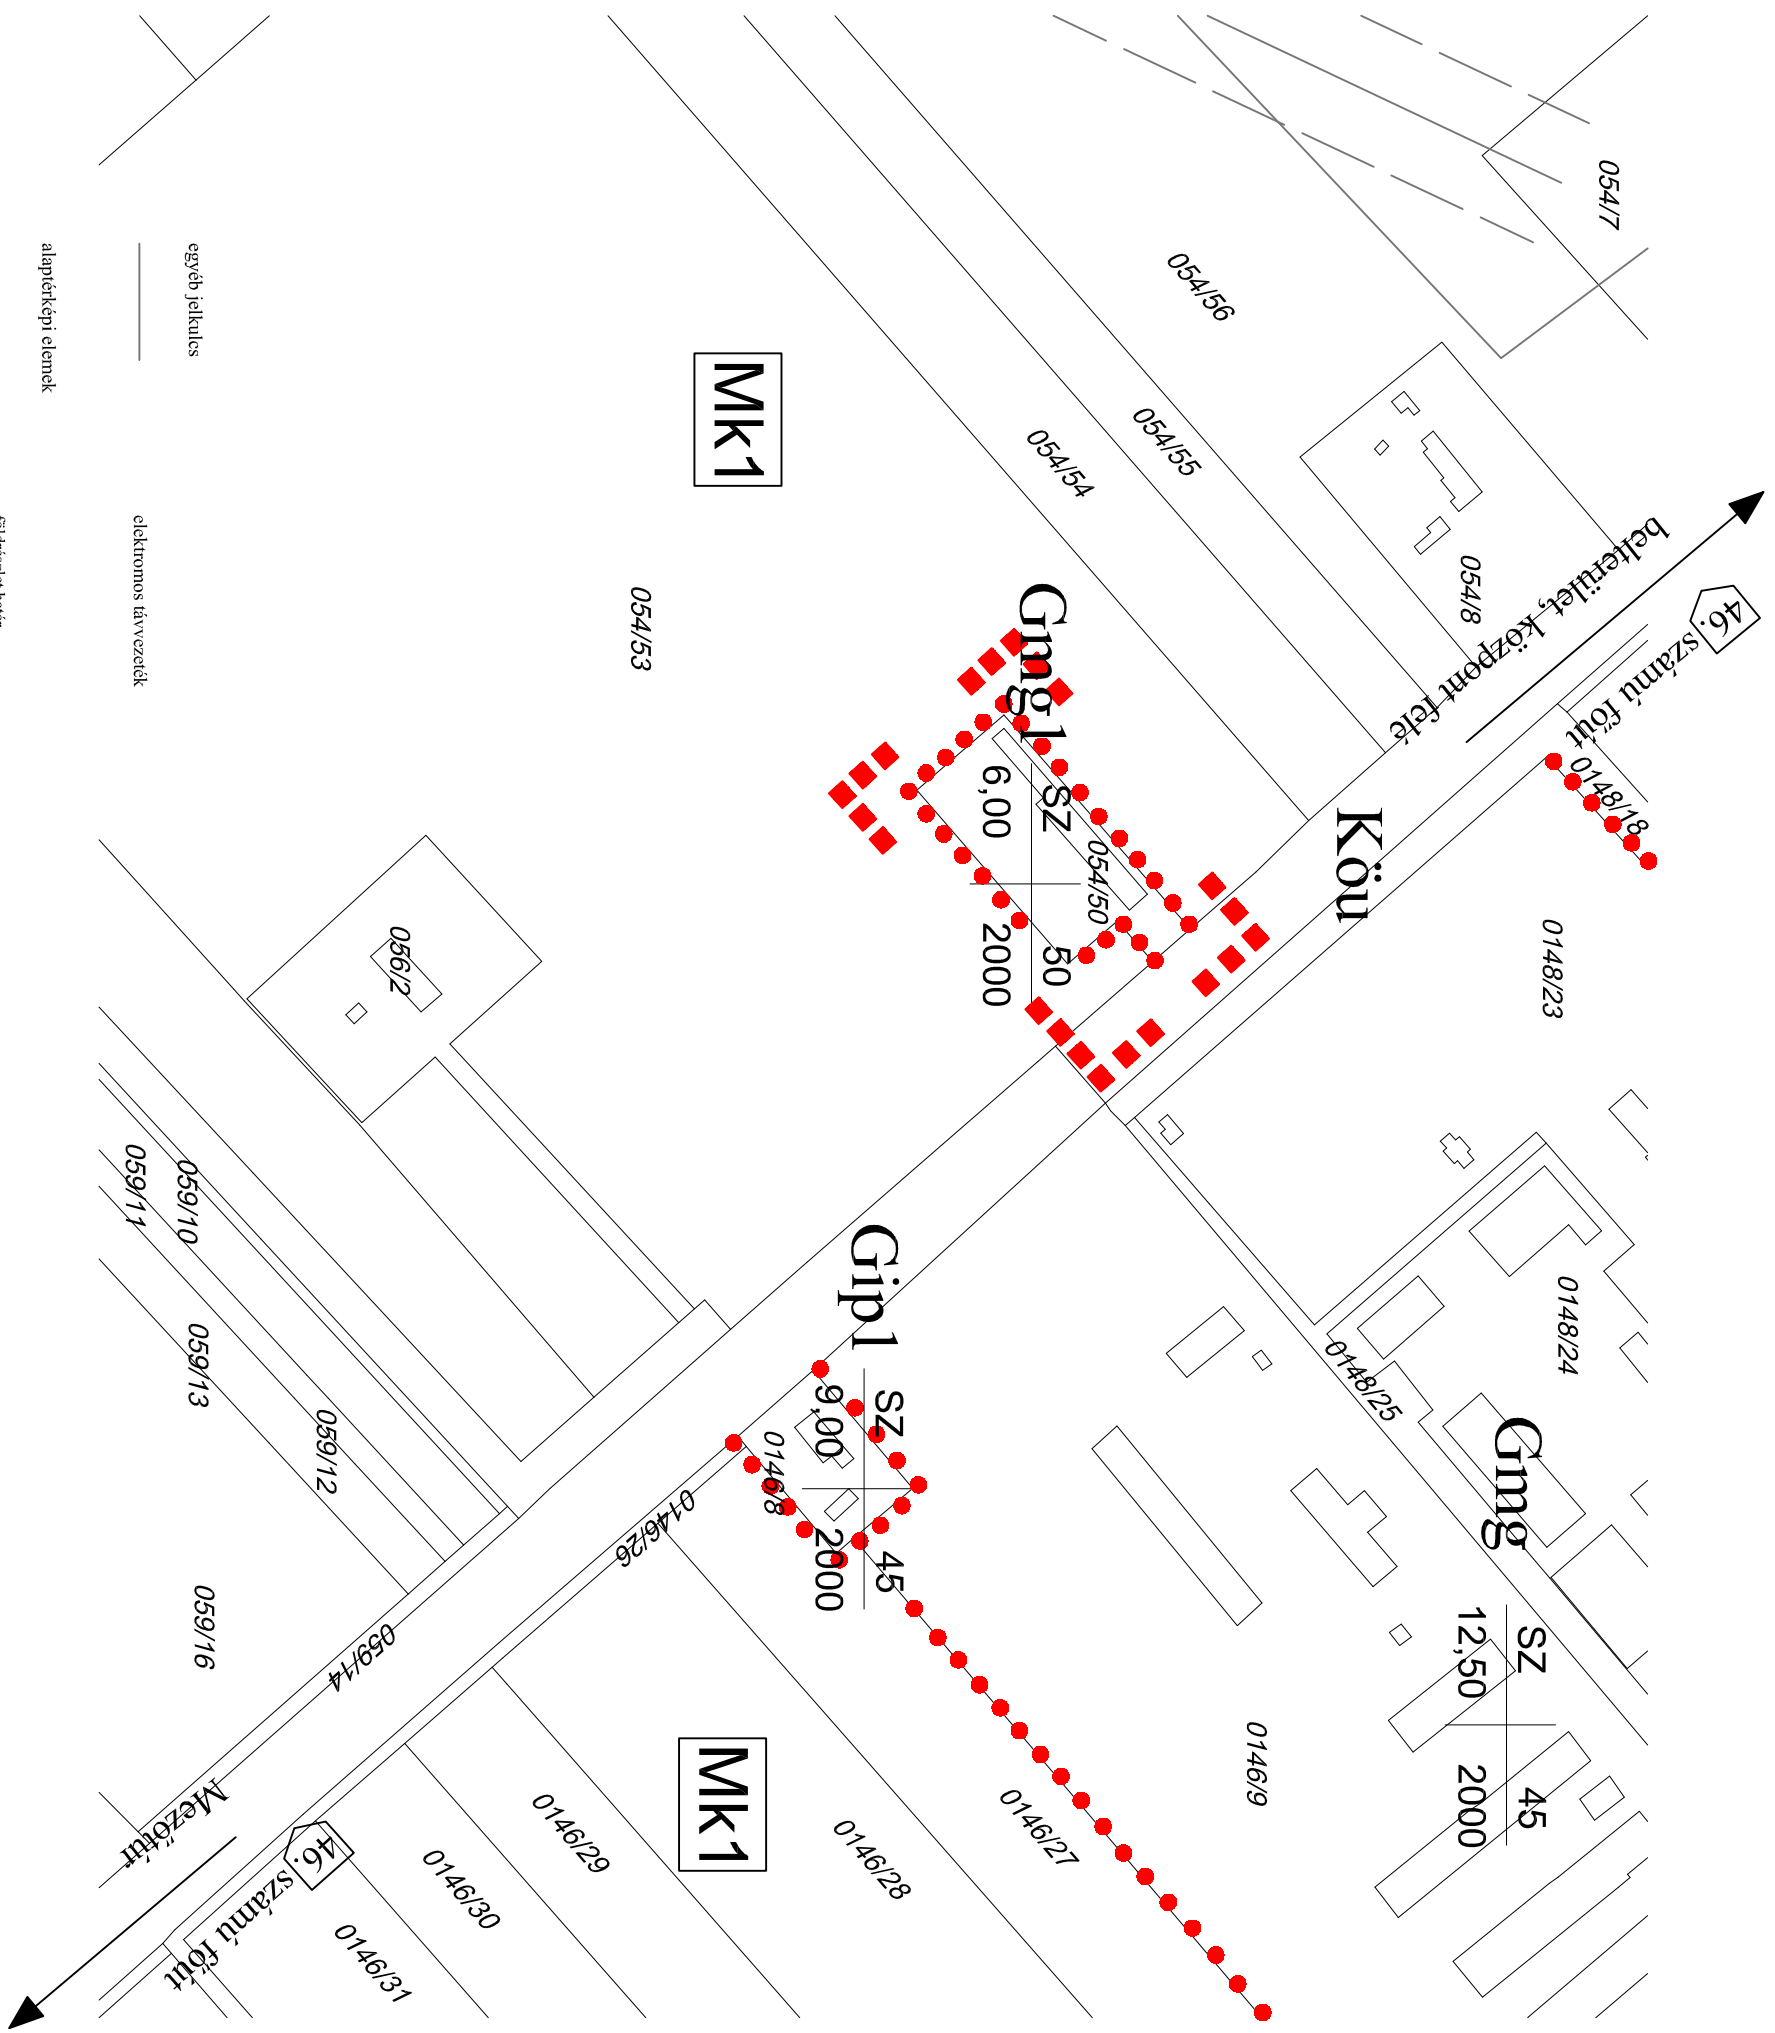 054/7
46. számú főút
belterület, központ felé
054/8
0148/18
054/56
054/55
054/54
Köu
0148/23
Mk1
Gmg1
SZ 50
6,00 2000
054/50
054/53
egyéb jelkulcs
elektromos távvezeték
alaptérképi elemek
0148/24
0148/25
Gmg
SZ 45
12,50 2000
056/2
Gip1
SZ 45
9,00 2000
0146/8
0146/26
0146/9
0146/27
0146/28
0146/29
0146/30
0146/31
Mk1
059/10
059/11
059/13
059/12
059/16
059/14
Mezőtúr
46. számú főút